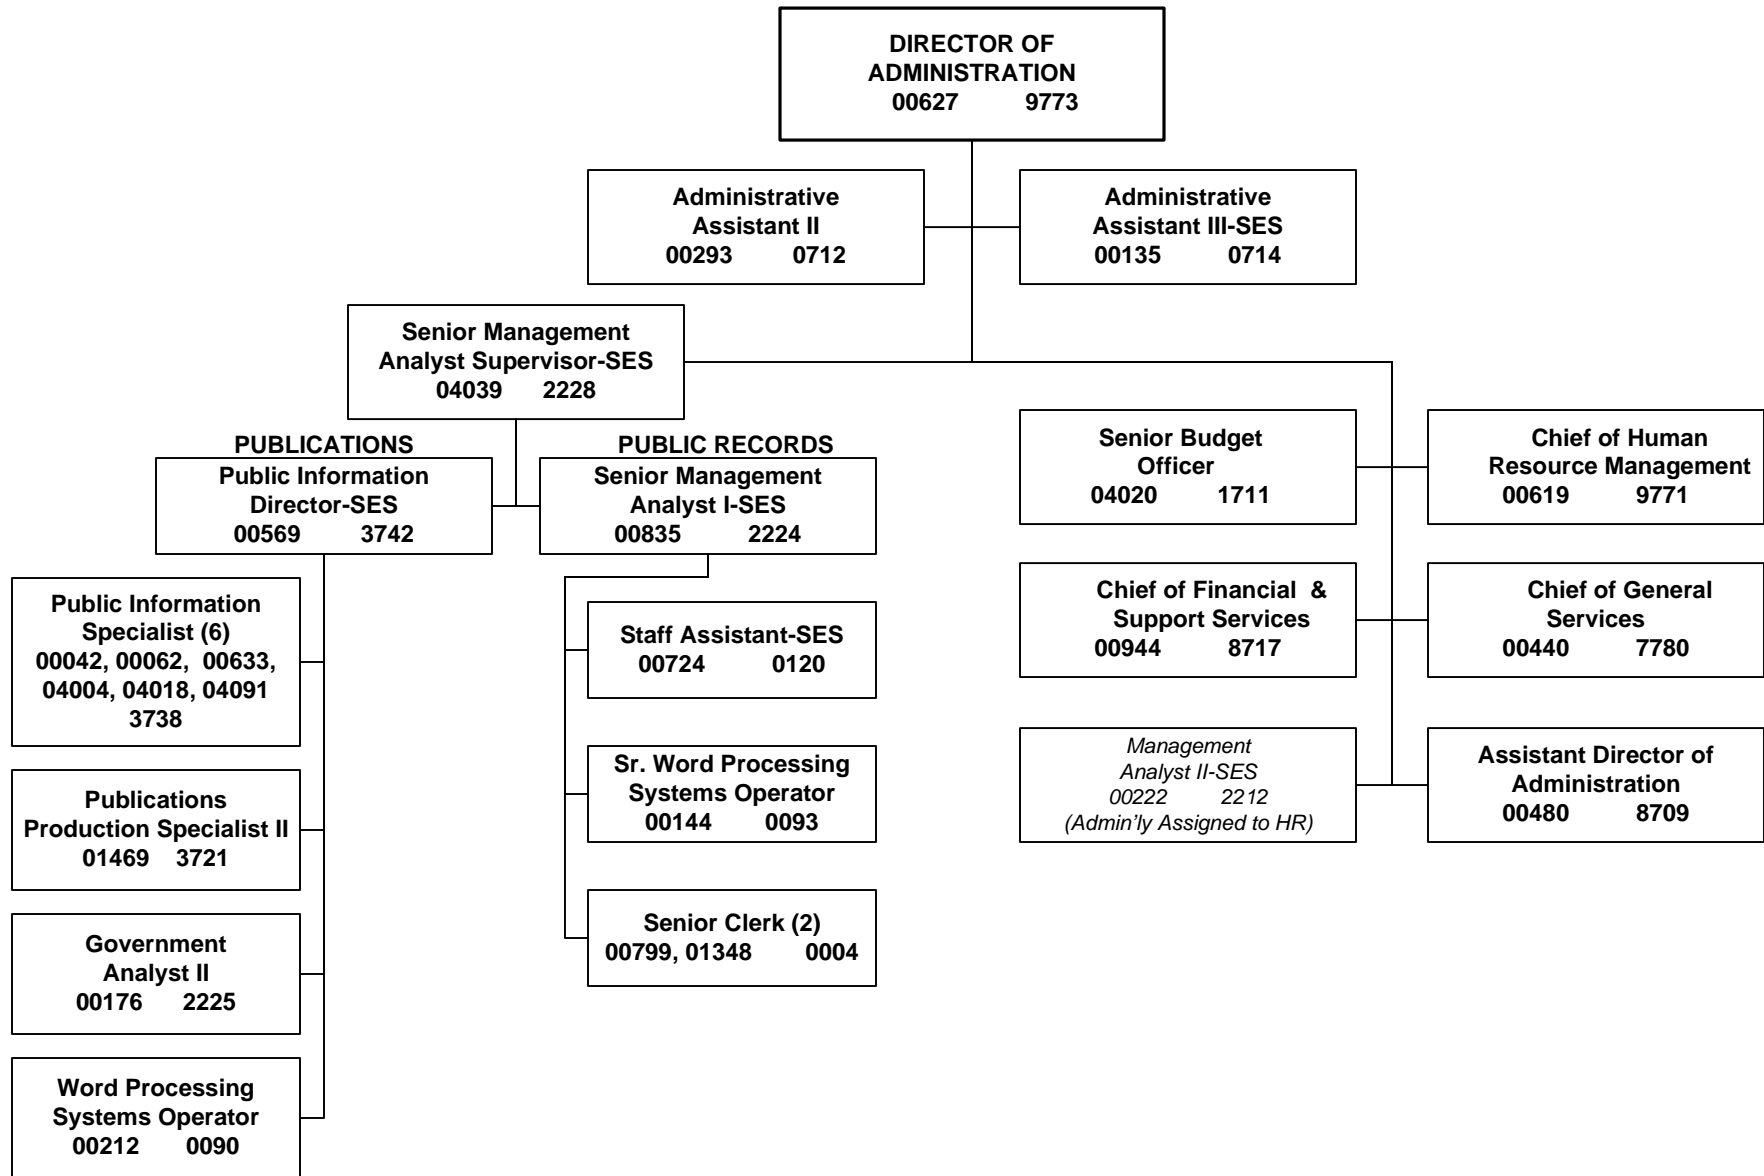 DIRECTOR OF
ADMINISTRATION
00627 9773
Administrative
Assistant II
00293 0712
Administrative
Assistant III-SES
00135 0714
Senior Management
Analyst Supervisor-SES
04039 2228
PUBLICATIONS
Public Information
Director-SES
00569 3742
PUBLIC RECORDS
Senior Management
Analyst I-SES
00835 2224
Public Information
Specialist (6)
00042, 00062, 00633,
04004, 04018, 04091
3738
Publications
Production Specialist II
01469 3721
Government
Analyst II
00176 2225
Word Processing
Systems Operator
00212 0090
Staff Assistant-SES
00724 0120
Sr. Word Processing
Systems Operator
00144 0093
Senior Clerk (2)
00799, 01348 0004
Senior Budget
Officer
04020 1711
Chief of Human
Resource Management
00619 9771
Chief of Financial &
Support Services
00944 8717
Chief of General
Services
00440 7780
Management
Analyst II-SES
00222 2212
(Admin'ly Assigned to HR)
Assistant Director of
Administration
00480 8709